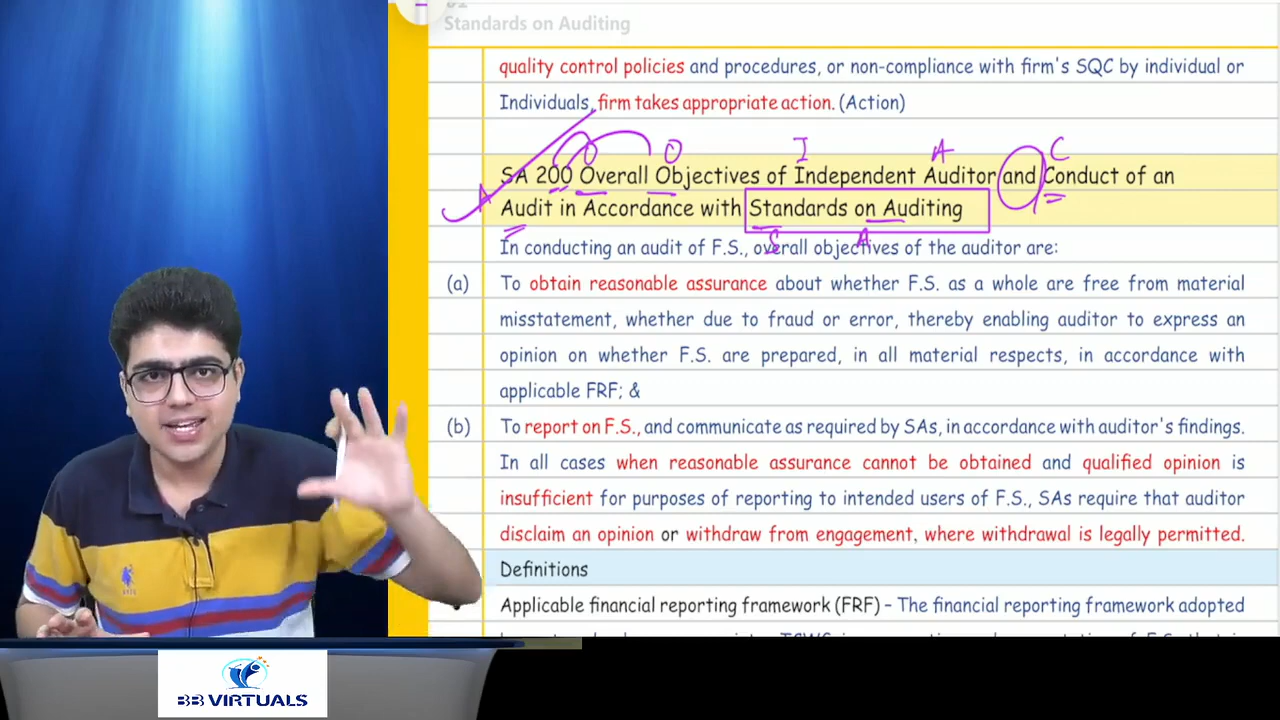 Standards on Auditing
quality control policies and procedures, or non-compliance with firm's SQC by individual or
Individuals, firm takes appropriate action. (Action)
O O I A C
SA 200 Overall Objectives of Independent Auditor and Conduct of an
A
Audit in Accordance with Standards on Auditing
S A
In conducting an audit of F.S., overall objectives of the auditor are:
(a) To obtain reasonable assurance about whether F.S. as a whole are free from material
misstatement, whether due to fraud or error, thereby enabling auditor to express an
opinion on whether F.S. are prepared, in all material respects, in accordance with
applicable FRF; &
(b) To report on F.S., and communicate as required by SAs, in accordance with auditor's findings.
In all cases when reasonable assurance cannot be obtained and qualified opinion is
insufficient for purposes of reporting to intended users of F.S., SAs require that auditor
disclaim an opinion or withdraw from engagement, where withdrawal is legally permitted.
Definitions
Applicable financial reporting framework (FRF) – The financial reporting framework adopted
BB VIRTUALS